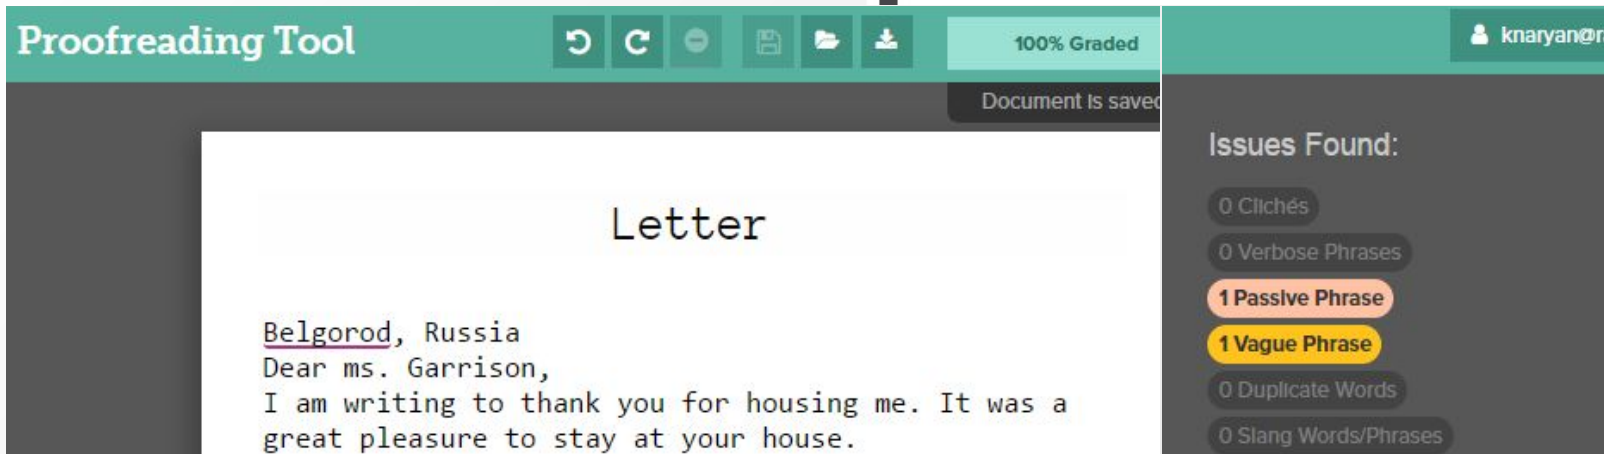 Proofreading Tool
100% Graded
knaryan@r
Document is saved
Letter
Belgorod, Russia
Dear ms. Garrison,
I am writing to thank you for housing me. It was a
great pleasure to stay at your house.
Issues Found:
0 Clichés
0 Verbose Phrases
1 Passive Phrase
1 Vague Phrase
0 Duplicate Words
0 Slang Words/Phrases